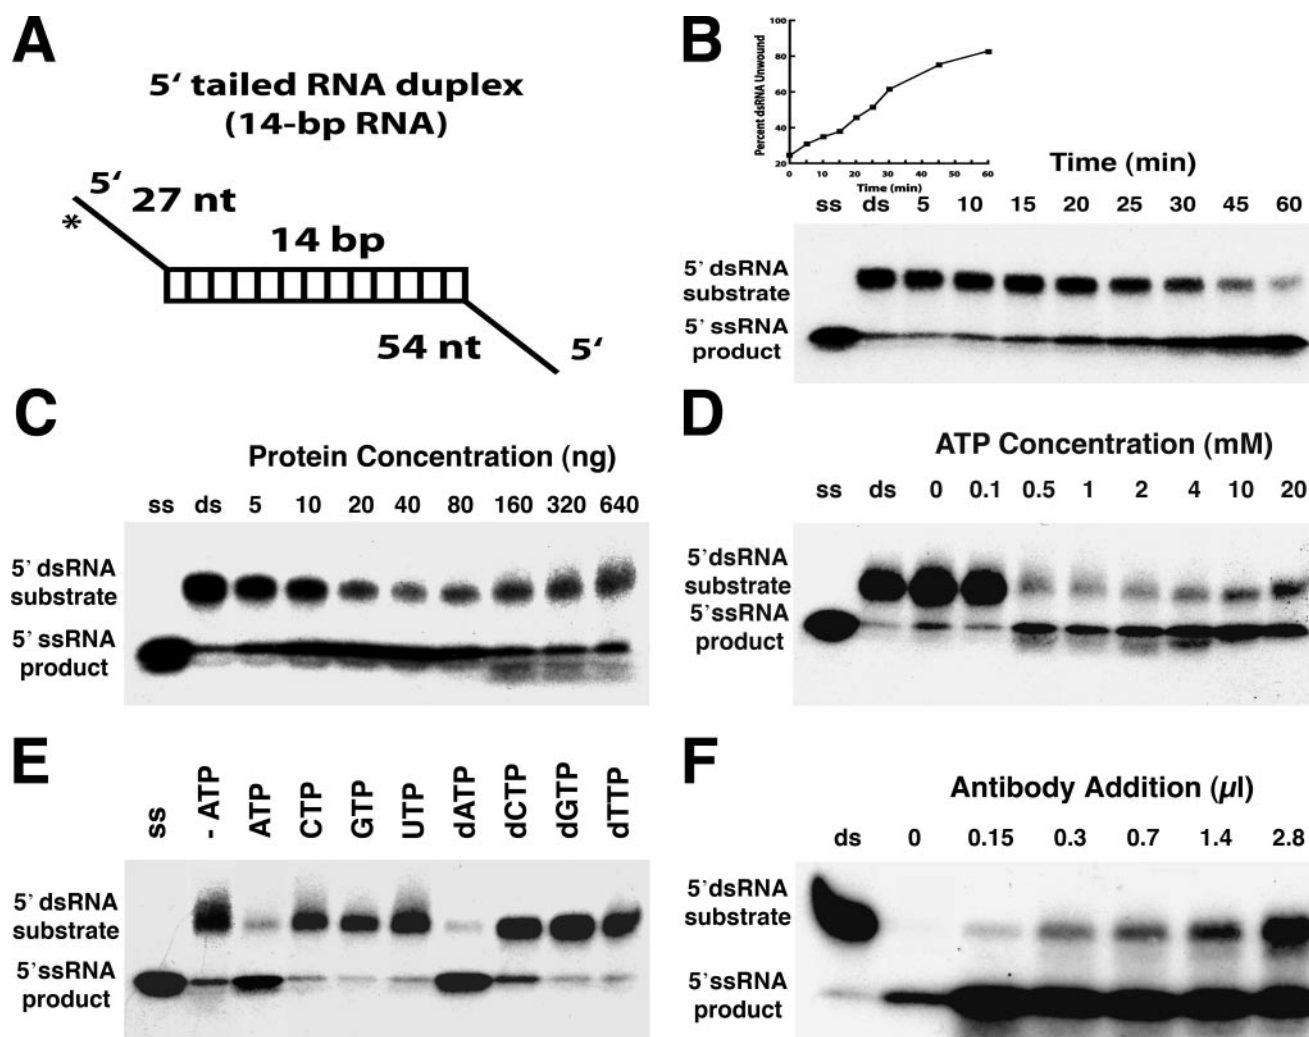 A
5‘ tailed RNA duplex
(14-bp RNA)
5‘
27 nt
*
14 bp
54 nt
5‘
B
Percent dsRNA Unwound
100
80
60
40
20
0
10
20
30
40
50
60
Time (min)
Time (min)
ss ds 5 10 15 20 25 30 45 60
5’ dsRNA
substrate
5’ ssRNA
product
C
Protein Concentration (ng)
ss ds 5 10 20 40 80 160 320 640
5’ dsRNA
substrate
5’ ssRNA
product
D
ATP Concentration (mM)
ss ds 0 0.1 0.5 1 2 4 10 20
5’dsRNA
substrate
5’ssRNA
product
E
ss - ATP ATP CTP GTP UTP dATP dCTP dGTP dTTP
5’ dsRNA
substrate
5’ssRNA
product
F
Antibody Addition (µl)
ds 0 0.15 0.3 0.7 1.4 2.8
5’dsRNA
substrate
5’ssRNA
product